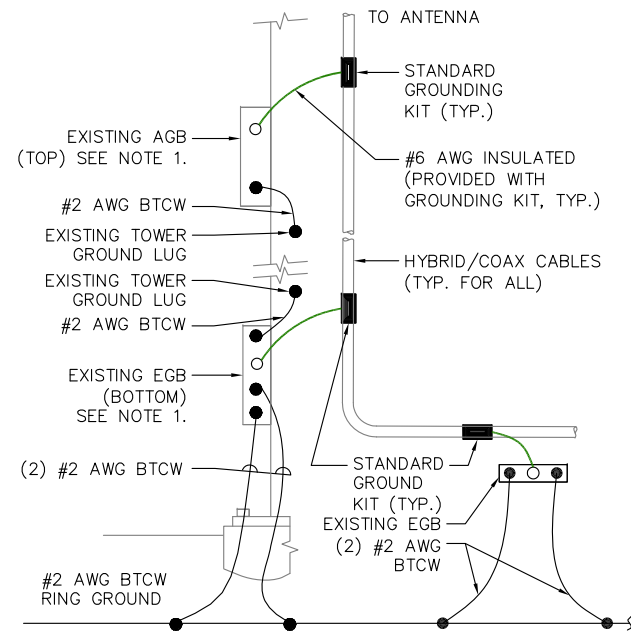 TO ANTENNA
STANDARD
GROUNDING
KIT (TYP.)
EXISTING AGB
(TOP) SEE NOTE 1.
#6 AWG INSULATED
(PROVIDED WITH
GROUNDING KIT, TYP.)
#2 AWG BTCW
EXISTING TOWER
GROUND LUG
HYBRID/COAX CABLES
(TYP. FOR ALL)
EXISTING TOWER
GROUND LUG
#2 AWG BTCW
EXISTING EGB
(BOTTOM)
SEE NOTE 1.
(2) #2 AWG BTCW
STANDARD
GROUND
KIT (TYP.)
EXISTING EGB
(2) #2 AWG
BTCW
#2 AWG BTCW
RING GROUND